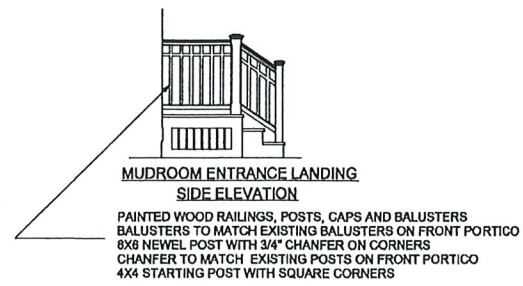 MUDROOM ENTRANCE LANDING
SIDE ELEVATION
PAINTED WOOD RAILINGS, POSTS, CAPS AND BALUSTERS
BALUSTERS TO MATCH EXISTING BALUSTERS ON FRONT PORTICO
6X6 NEWEL POST WITH 3/4" CHANFER ON CORNERS
CHANFER TO MATCH EXISTING POSTS ON FRONT PORTICO
4X4 STARTING POST WITH SQUARE CORNERS